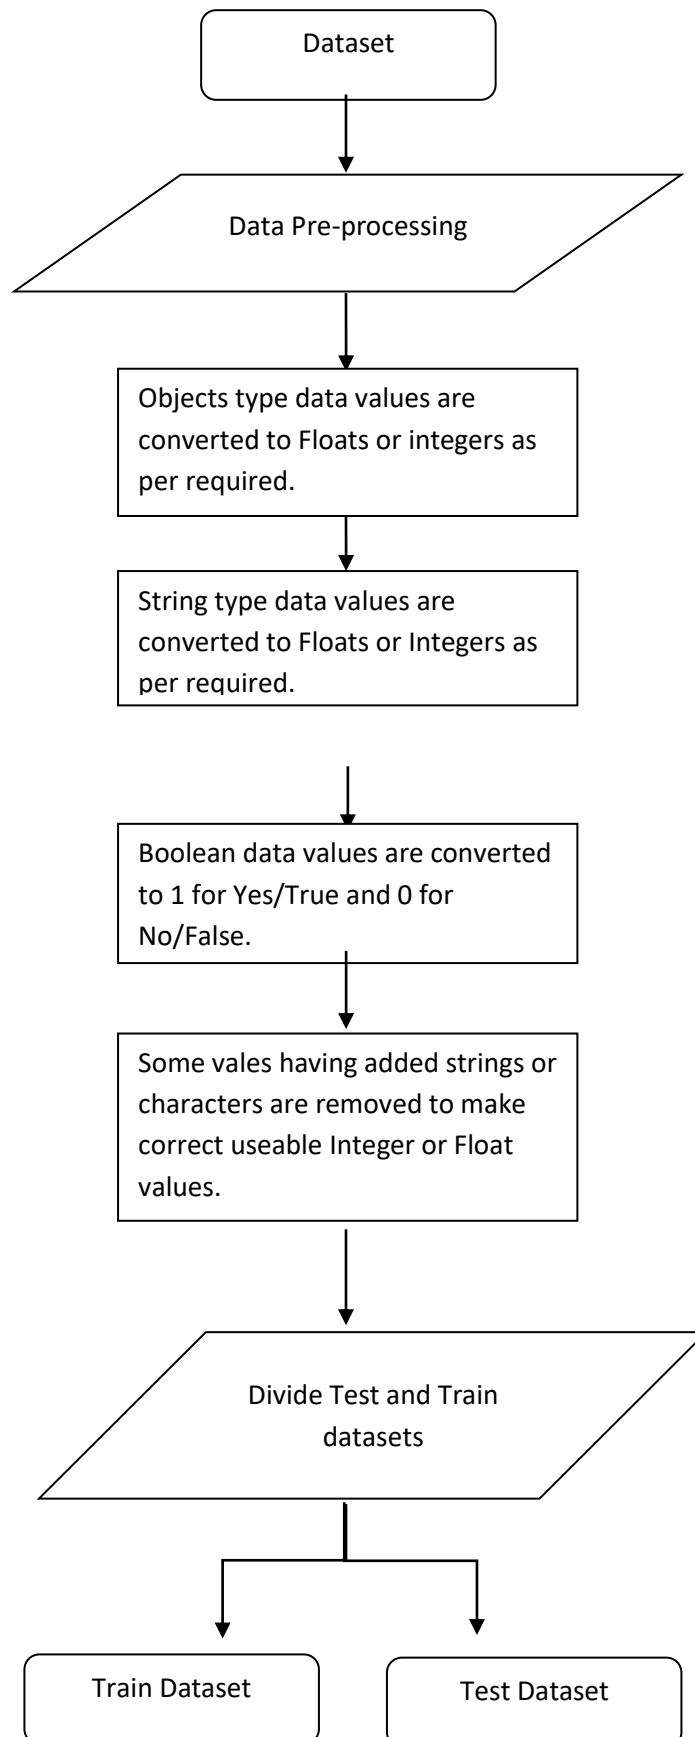 Dataset
Data Pre-processing
Objects type data values are
converted to Floats or integers as
per required.
String type data values are
converted to Floats or Integers as
per required.
Boolean data values are converted
to 1 for Yes/True and 0 for
No/False.
Some vales having added strings or
characters are removed to make
correct useable Integer or Float
values.
Divide Test and Train
datasets
Train Dataset
Test Dataset